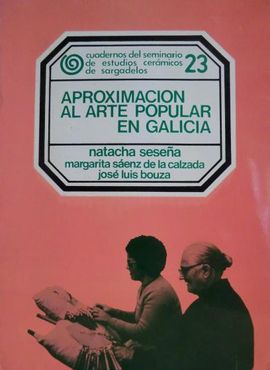 cuadernos del seminario
de estudios cerámicos
de sargadelos 23
APROXIMACION
AL ARTE POPULAR
EN GALICIA
natacha seseña
margarita sáenz de la calzada
josé luis bouza